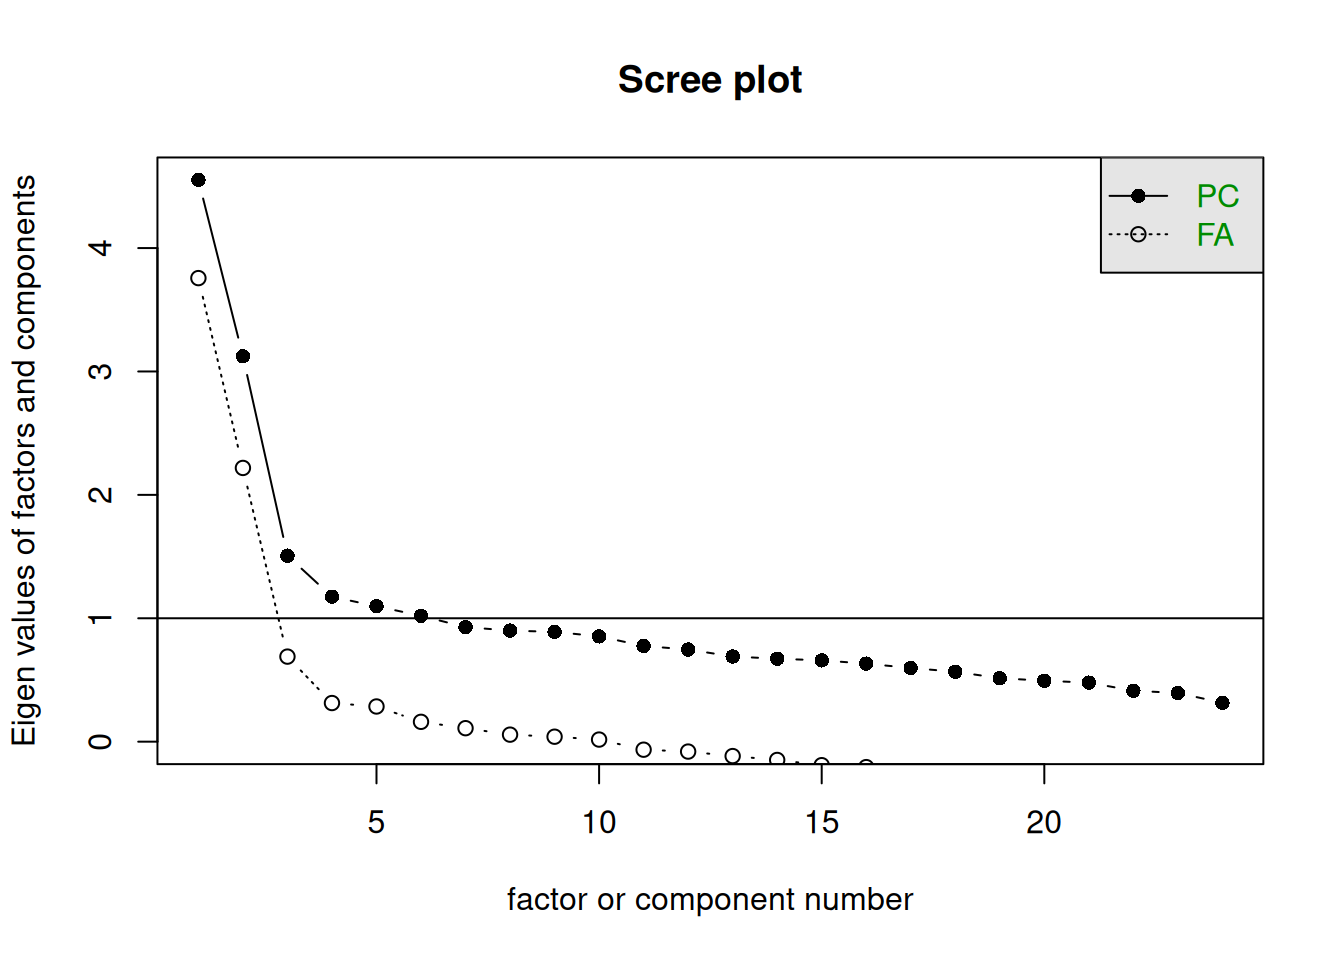 Scree plot
Eigen values of factors and components
4
3
2
1
0
PC
FA
5 10 15 20
factor or component number